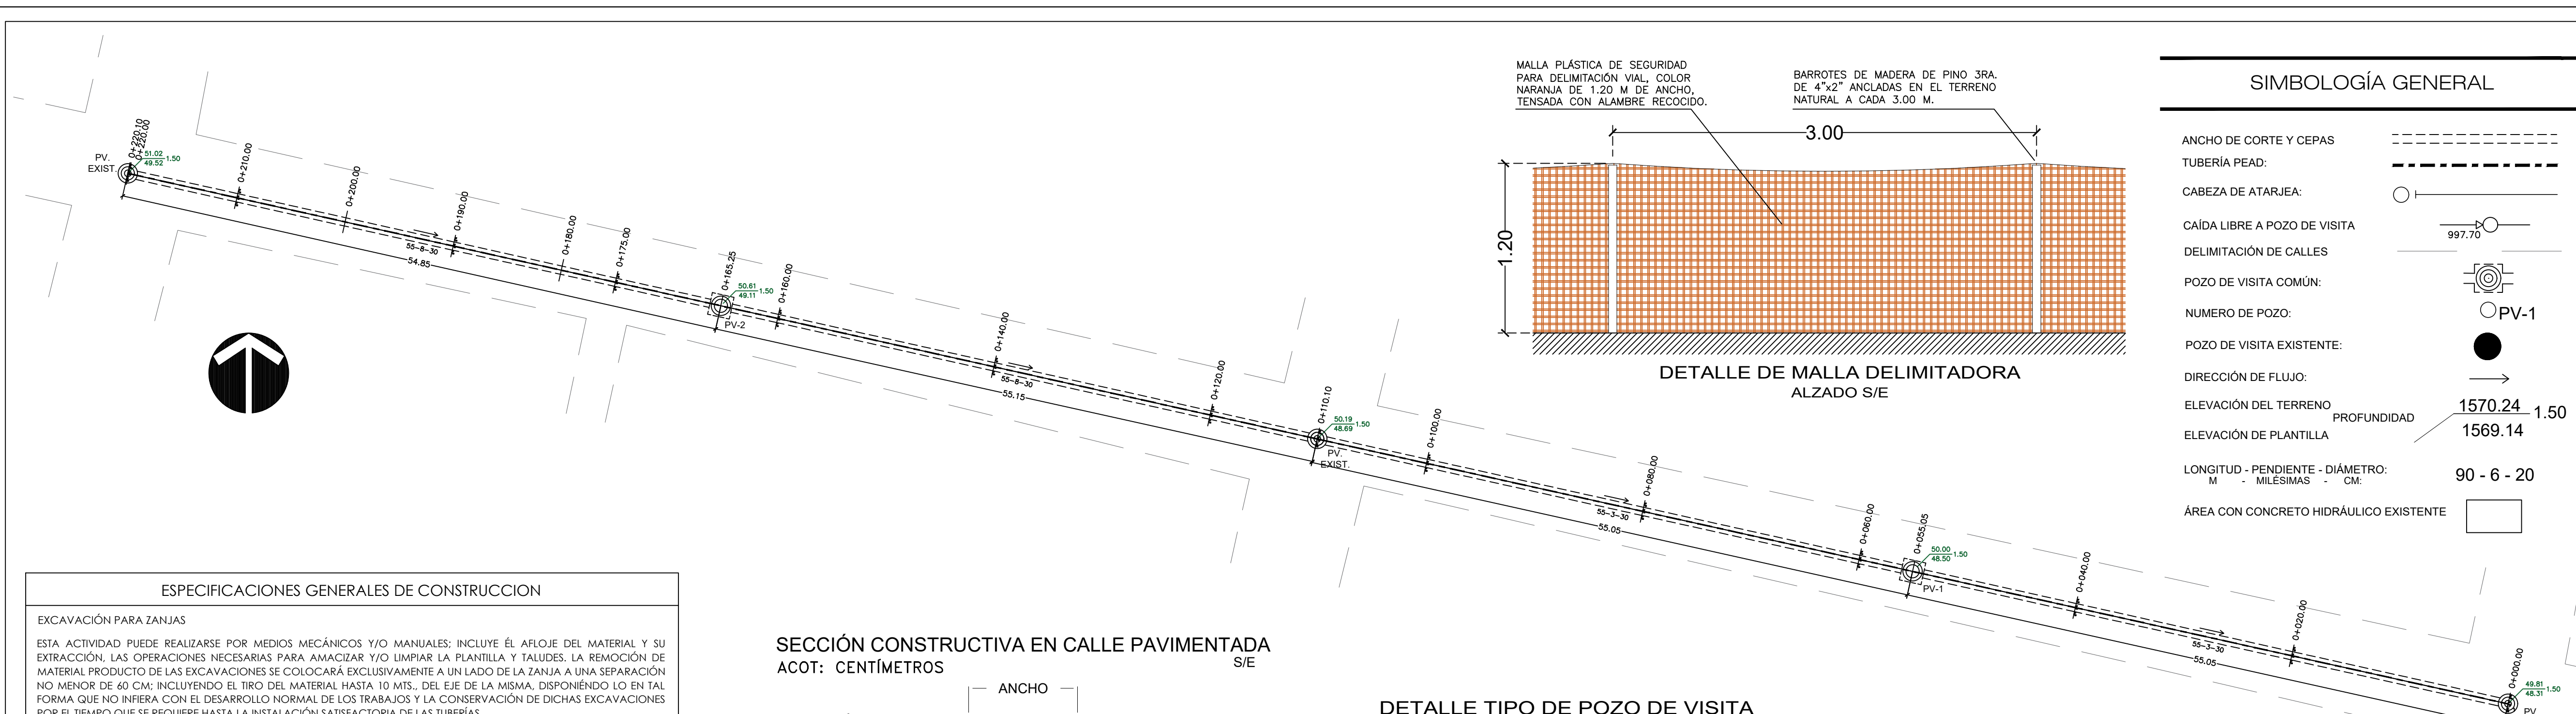 MALLA PLÁSTICA DE SEGURIDAD
PARA DELIMITACIÓN VIAL, COLOR
NARANJA DE 1.20 M DE ANCHO,
TENSADA CON ALAMBRE RECOCIDO.
BARROTES DE MADERA DE PINO 3RA.
DE 4"x2" ANCLADAS EN EL TERRENO
NATURAL A CADA 3.00 M.
3.00
1.20
DETALLE DE MALLA DELIMITADORA
ALZADO S/E
SIMBOLOGÍA GENERAL
ANCHO DE CORTE Y CEPAS
TUBERÍA PEAD:
CABEZA DE ATARJEA:
CAÍDA LIBRE A POZO DE VISITA
997.70
DELIMITACIÓN DE CALLES
POZO DE VISITA COMÚN:
NUMERO DE POZO:
PV-1
POZO DE VISITA EXISTENTE:
DIRECCIÓN DE FLUJO:
ELEVACIÓN DEL TERRENO
PROFUNDIDAD
1570.24
1.50
ELEVACIÓN DE PLANTILLA
1569.14
LONGITUD - PENDIENTE - DIÁMETRO:
M - MILÉSIMAS - CM:
90 - 6 - 20
ÁREA CON CONCRETO HIDRÁULICO EXISTENTE
PV.
EXIST.
0+220.10
0+220.00
51.02
49.52
1.50
0+210.00
0+200.00
0+190.00
55-8-30
54.85
0+180.00
0+175.00
0+165.25
50.61
49.11
1.50
PV-2
0+160.00
0+140.00
55-8-30
55.15
0+120.00
0+110.10
50.19
48.69
1.50
PV.
EXIST.
0+100.00
0+080.00
55-3-30
55.05
0+060.00
0+055.05
50.00
48.50
1.50
PV-1
0+040.00
0+020.00
55-3-30
55.05
0+000.00
49.81
48.31
1.50
PV.
ESPECIFICACIONES GENERALES DE CONSTRUCCION
EXCAVACIÓN PARA ZANJAS
ESTA ACTIVIDAD PUEDE REALIZARSE POR MEDIOS MECÁNICOS Y/O MANUALES; INCLUYE ÉL AFLOJE DEL MATERIAL Y SU
EXTRACCIÓN, LAS OPERACIONES NECESARIAS PARA AMACIZAR Y/O LIMPIAR LA PLANTILLA Y TALUDES. LA REMOCIÓN DE
MATERIAL PRODUCTO DE LAS EXCAVACIONES SE COLOCARÁ EXCLUSIVAMENTE A UN LADO DE LA ZANJA A UNA SEPARACIÓN
NO MENOR DE 60 CM; INCLUYENDO EL TIRO DEL MATERIAL HASTA 10 MTS., DEL EJE DE LA MISMA, DISPONIÉNDO LO EN TAL
FORMA QUE NO INFIERA CON EL DESARROLLO NORMAL DE LOS TRABAJOS Y LA CONSERVACIÓN DE DICHAS EXCAVACIONES
POR EL TIEMPO QUE SE REQUIERE HASTA LA INSTALACIÓN SATISFACTORIA DE LAS TUBERÍAS.
SECCIÓN CONSTRUCTIVA EN CALLE PAVIMENTADA
S/E
ACOT: CENTÍMETROS
ANCHO
DETALLE TIPO DE POZO DE VISITA